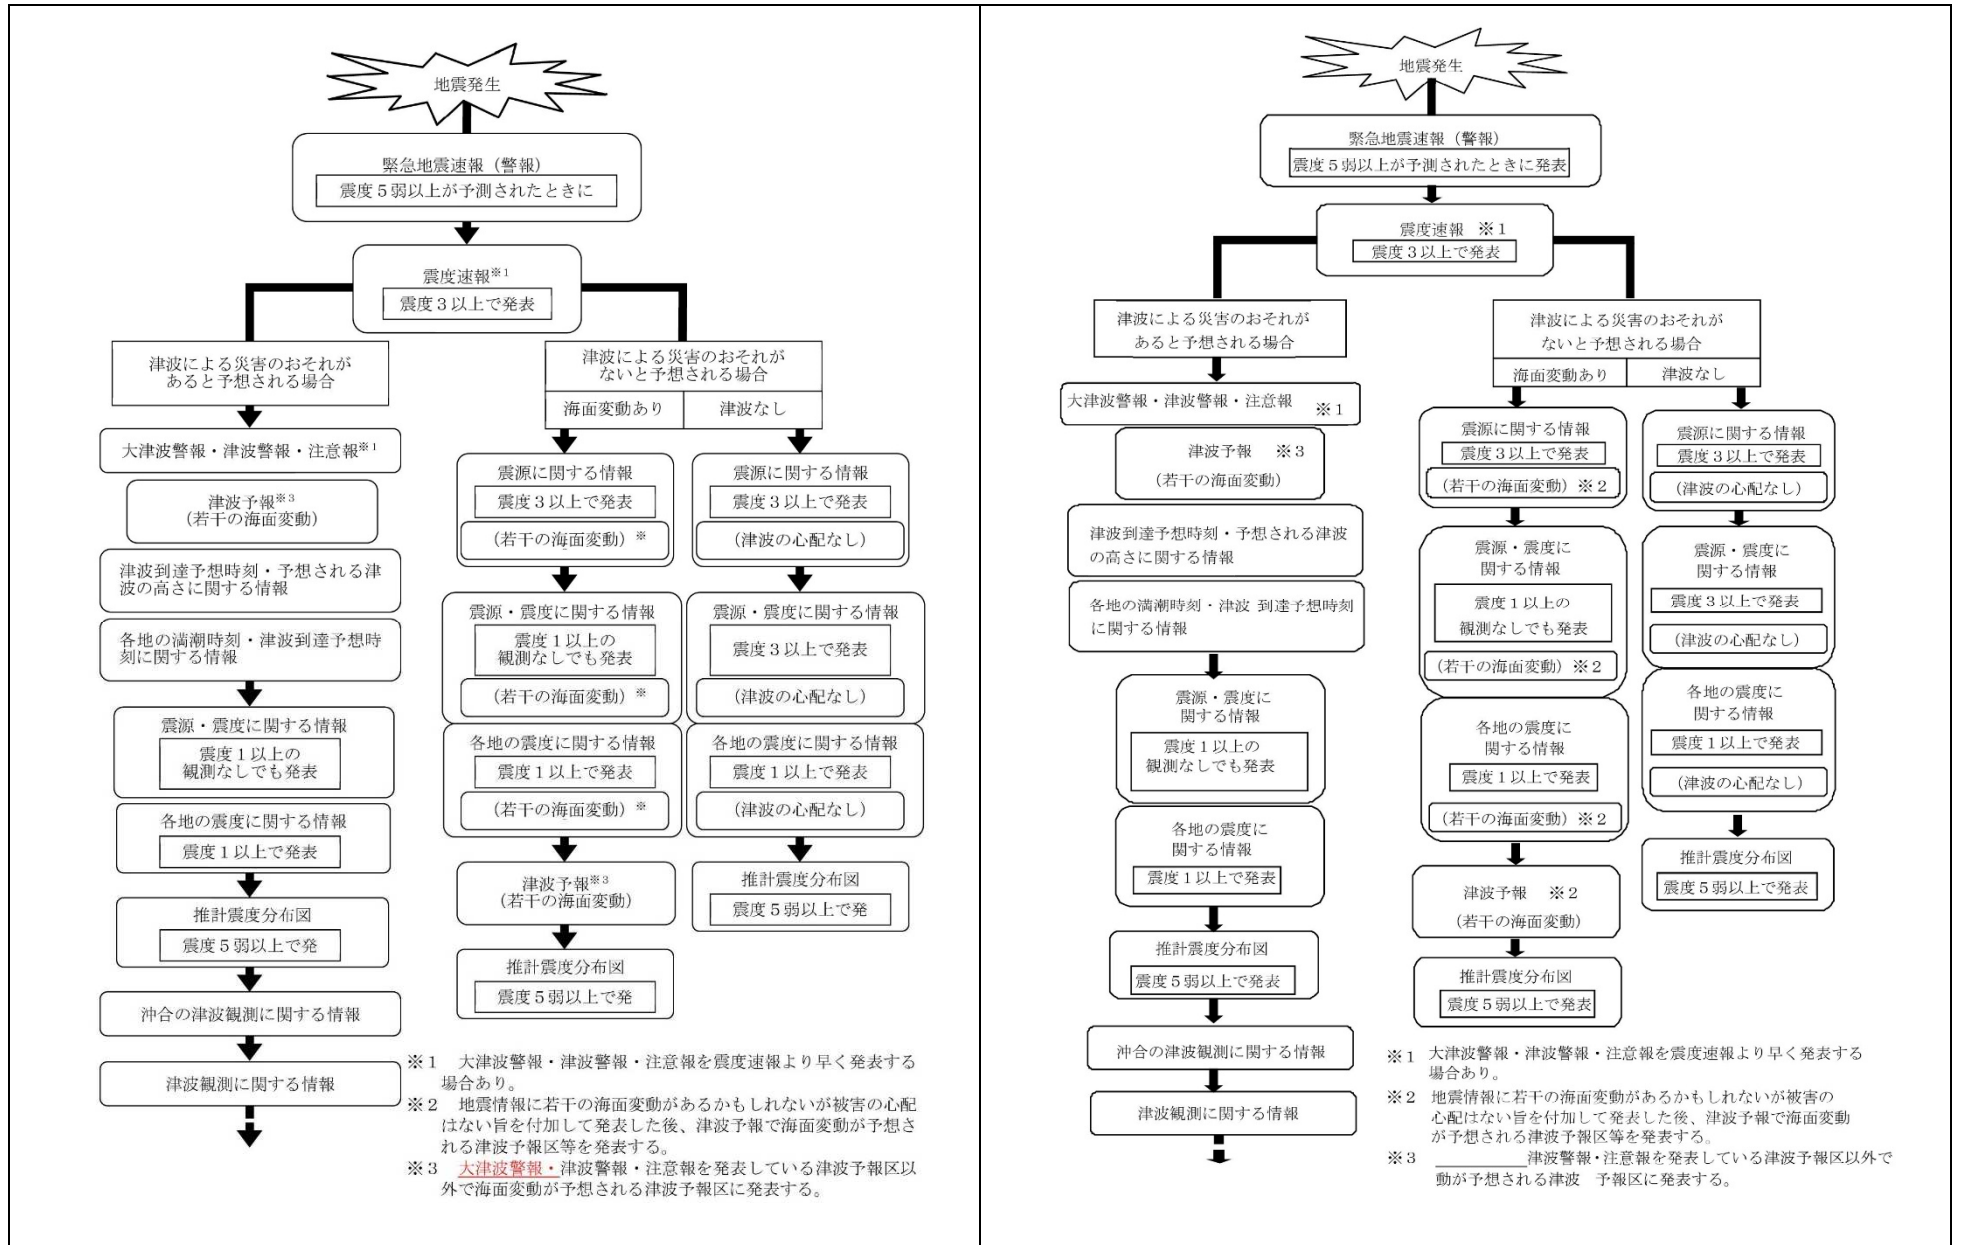 地震発生
緊急地震速報（警報）
震度５弱以上が予測されたときに
震度速報※1
震度３以上で発表
津波による災害のおそれが
あると予想される場合
大津波警報・津波警報・注意報※1
津波予報※3
(若干の海面変動)
津波到達予想時刻・予想される津
波の高さに関する情報
各地の満潮時刻・津波到達予想時
刻に関する情報
震源・震度に関する情報
震度１以上の
観測なしでも発表
各地の震度に関する情報
震度１以上で発表
推計震度分布図
震度５弱以上で発
沖合の津波観測に関する情報
津波観測に関する情報
津波による災害のおそれが
ないと予想される場合
海面変動あり
津波なし
震源に関する情報
震度３以上で発表
(若干の海面変動) ※
震源・震度に関する情報
震度１以上の
観測なしでも発表
(若干の海面変動) ※
各地の震度に関する情報
震度１以上で発表
(若干の海面変動) ※
津波予報※3
(若干の海面変動)
推計震度分布図
震度５弱以上で発
震源に関する情報
震度３以上で発表
(津波の心配なし)
震源・震度に関する情報
震度３以上で発表
(津波の心配なし)
各地の震度に関する情報
震度１以上で発表
(津波の心配なし)
推計震度分布図
震度５弱以上で発
※１　大津波警報・津波警報・注意報を震度速報より早く発表する
場合あり。
※２　地震情報に若干の海面変動があるかもしれないが被害の心配
はない旨を付加して発表した後、津波予報で海面変動が予想さ
れる津波予報区等を発表する。
※３　大津波警報・津波警報・注意報を発表している津波予報区以
外で海面変動が予想される津波予報区に発表する。
地震発生
緊急地震速報（警報）
震度５弱以上が予測されたときに発表
震度速報　※１
震度３以上で発表
津波による災害のおそれが
あると予想される場合
大津波警報・津波警報・注意報　※１
津波予報　※３
(若干の海面変動)
津波到達予想時刻・予想される津波
の高さに関する情報
各地の満潮時刻・津波 到達予想時刻
に関する情報
震源・震度に
関する情報
震度１以上の
観測なしでも発表
各地の震度に
関する情報
震度１以上で発表
推計震度分布図
震度５弱以上で発表
沖合の津波観測に関する情報
津波観測に関する情報
津波による災害のおそれが
ないと予想される場合
海面変動あり
津波なし
震源に関する情報
震度３以上で発表
(若干の海面変動) ※２
震源・震度に
関する情報
震度１以上の
観測なしでも発表
(若干の海面変動) ※２
各地の震度に
関する情報
震度１以上で発表
(若干の海面変動) ※２
津波予報　※２
(若干の海面変動)
推計震度分布図
震度５弱以上で発表
震源に関する情報
震度３以上で発表
(津波の心配なし)
震源・震度に
関する情報
震度３以上で発表
(津波の心配なし)
各地の震度に
関する情報
震度１以上で発表
(津波の心配なし)
推計震度分布図
震度５弱以上で発表
※１　大津波警報・津波警報・注意報を震度速報より早く発表する
場合あり。
※２　地震情報に若干の海面変動があるかもしれないが被害の
心配はない旨を付加して発表した後、津波予報で海面変動
が予想される津波予報区等を発表する。
※３　＿＿＿＿＿津波警報・注意報を発表している津波予報区以外で
動が予想される津波　予報区に発表する。